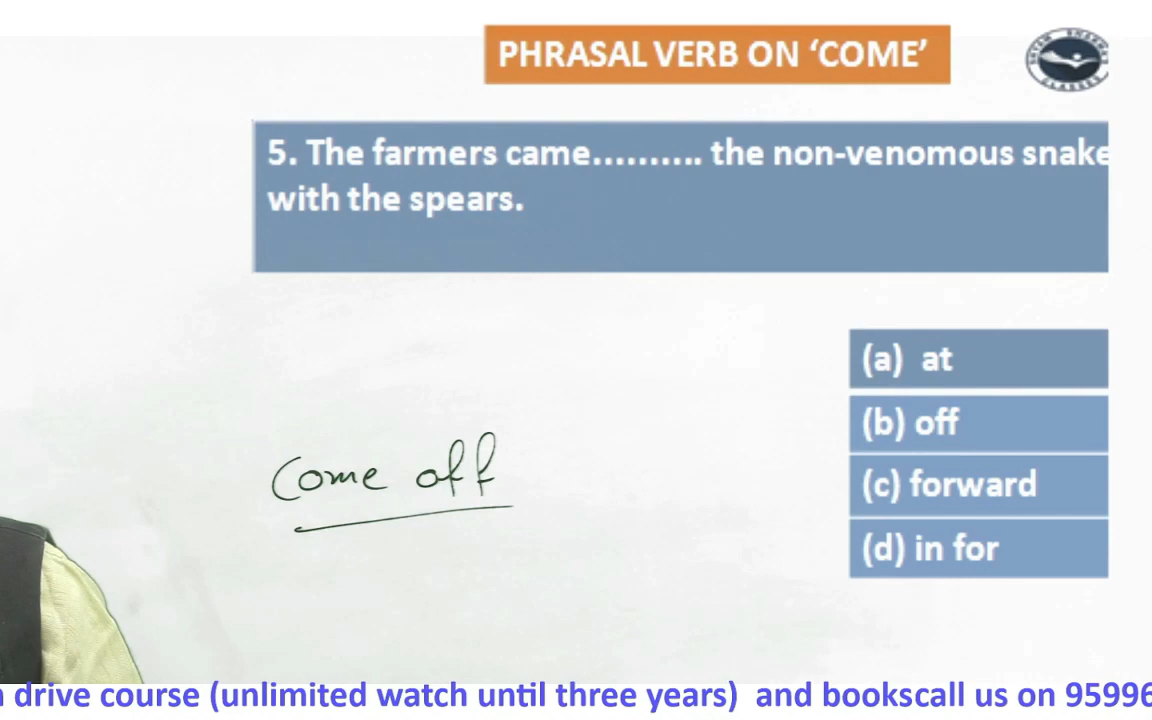 PHRASAL VERB ON ‘COME’
5. The farmers came.......... the non-venomous snake
with the spears.
(a) at
(b) off
(c) forward
(d) in for
Come off
drive course (unlimited watch until three years) and bookscall us on 95996